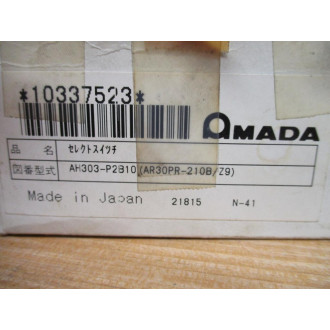 *10337523*
AMADA
品 名 セレクトスイッチ
図番型式 AH303-P2B10(AR30PR-210B/Z9)
Made in Japan 21815 N-41